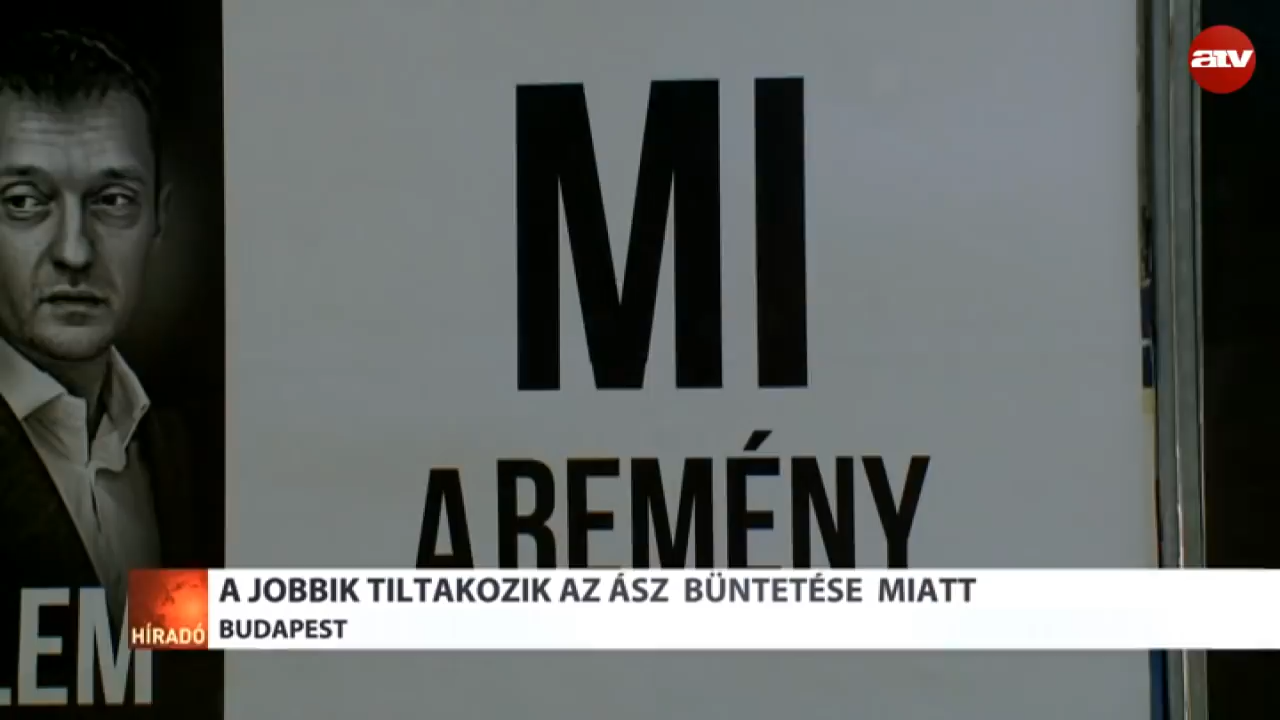 atv
MI
A REMÉNY
LEM
A JOBBIK TILTAKOZIK AZ ÁSZ BÜNTETÉSE MIATT
HÍRADÓ
BUDAPEST